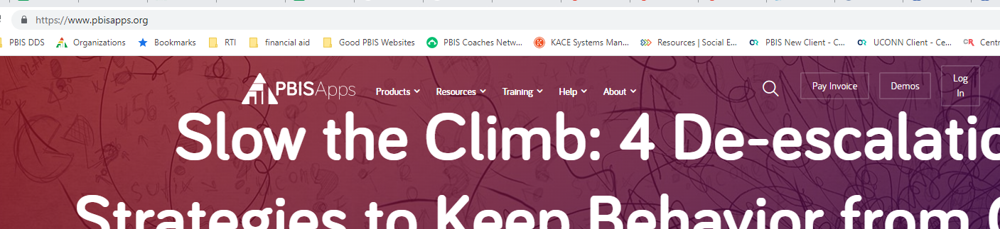 https://www.pbisapps.org
PBIS DDS Organizations Bookmarks RTI financial aid Good PBIS Websites PBIS Coaches Netw... KACE Systems Man... Resources | Social E... PBIS New Client - C... UCONN Client - Ce... CR Centr
PBISApps Products Resources Training Help About Pay Invoice Demos Log
In
Slow the Climb: 4 De-escalatio
Strategies to Keep Behavior from